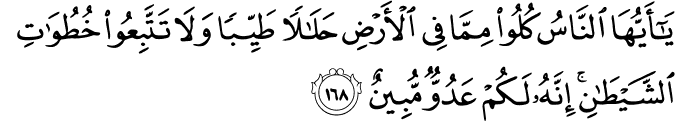 يَٰٓأَيُّهَا ٱلنَّاسُ كُلُوا۟ مِمَّا فِى ٱلْأَرْضِ حَلَٰلًا طَيِّبًا وَلَا تَتَّبِعُوا۟ خُطُوَٰتِ
ٱلشَّيْطَٰنِ ۚ إِنَّهُۥ لَكُمْ عَدُوٌّ مُّبِينٌ ١٦٨